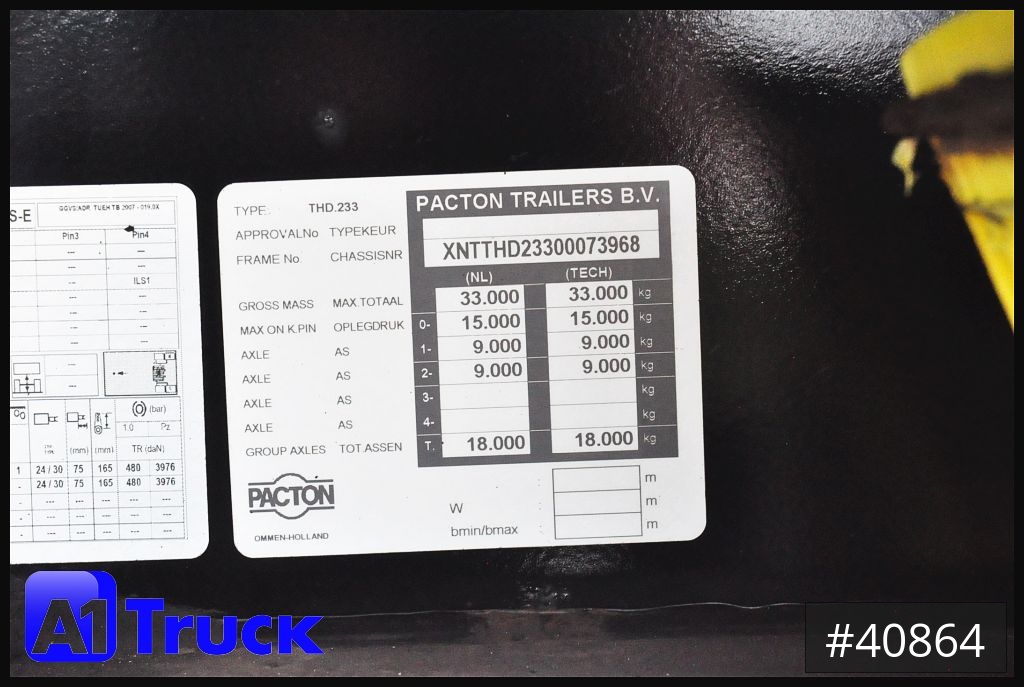 S-E GGVS/ADR TUEH TB 2007 - 019.0X
Pin3 Pin4
--- ---
--- ---
--- ILS1
--- ---
--- ---
--- ---
--- ---
---
---
(bar)
1.0 Pz
(mm) (mm) TR (daN)
1 24 / 30 75 165 480 3976
- 24 / 30 75 165 480 3976
- --- --- --- --- ---
- --- --- --- --- ---
- --- --- --- --- ---
TYPE. THD.233
PACTON TRAILERS B.V.
APPROVALNo TYPEKEUR
FRAME No. CHASSISNR XNTTHD23300073968
(NL) (TECH)
GROSS MASS MAX.TOTAAL 33.000 33.000 kg
MAX ON K.PIN OPLEGDRUK 0- 15.000 15.000 kg
AXLE AS 1- 9.000 9.000 kg
AXLE AS 2- 9.000 9.000 kg
AXLE AS 3- kg
AXLE AS 4- kg
GROUP AXLES TOT.ASSEN T. 18.000 18.000 kg
PACTON
OMMEN-HOLLAND
m
W m
bmin/bmax m
A1 Truck
#40864